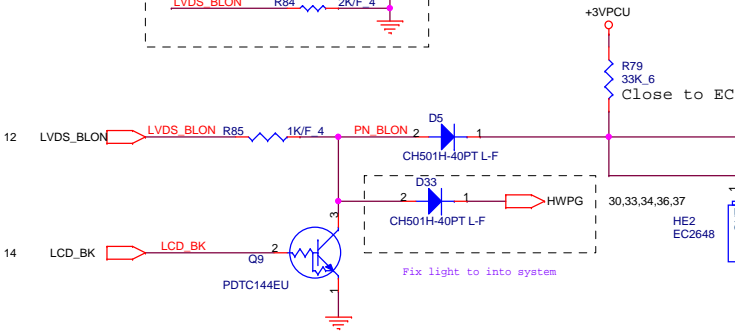 LVDS_BLON R84 2K/F_4
+3VPCU
R79
33K_6
Close to EC
D5
12 LVDS_BLON LVDS_BLON R85 1K/F_4 PN_BLON 2 1
CH501H-40PT L-F
D33
2 1 HWPG 30,33,34,36,37
CH501H-40PT L-F
3
HE2
EC2648
1
14 LCD_BK LCD_BK 2
Q9
Fix light to into system
PDTC144EU
1